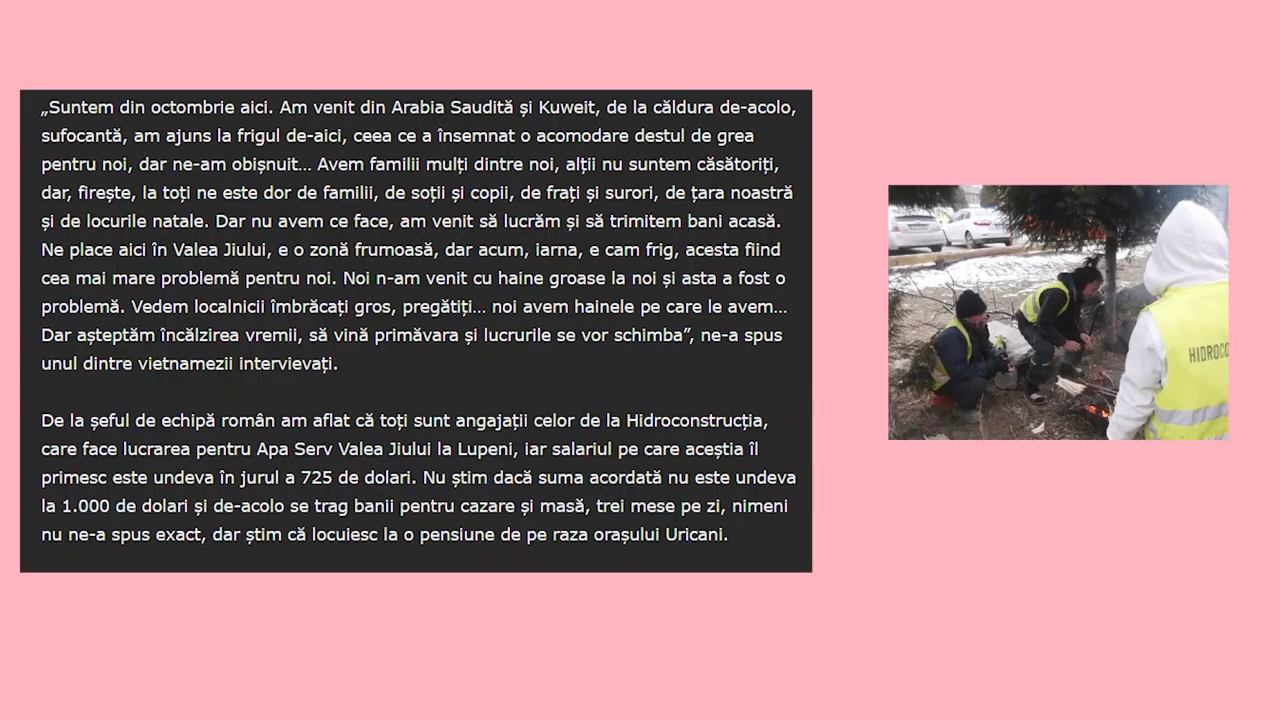 „Suntem din octombrie aici. Am venit din Arabia Saudită și Kuweit, de la căldura de-acolo,
sufocantă, am ajuns la frigul de-aici, ceea ce a însemnat o acomodare destul de grea
pentru noi, dar ne-am obișnuit... Avem familii mulți dintre noi, alții nu suntem căsătoriți,
dar, firește, la toți ne este dor de familii, de soții și copii, de frați și surori, de țara noastră
și de locurile natale. Dar nu avem ce face, am venit să lucrăm și să trimitem bani acasă.
Ne place aici în Valea Jiului, e o zonă frumoasă, dar acum, iarna, e cam frig, acesta fiind
cea mai mare problemă pentru noi. Noi n-am venit cu haine groase la noi și asta a fost o
problemă. Vedem localnicii îmbrăcați gros, pregătiți... noi avem hainele pe care le avem...
Dar așteptăm încălzirea vremii, să vină primăvara și lucrurile se vor schimba”, ne-a spus
unul dintre vietnamezii intervievați.
De la șeful de echipă român am aflat că toți sunt angajații celor de la Hidroconstrucția,
care face lucrarea pentru Apa Serv Valea Jiului la Lupeni, iar salariul pe care aceștia îl
primesc este undeva în jurul a 725 de dolari. Nu știm dacă suma acordată nu este undeva
la 1.000 de dolari și de-acolo se trag banii pentru cazare și masă, trei mese pe zi, nimeni
nu ne-a spus exact, dar știm că locuiesc la o pensiune de pe raza orașului Uricani.
HIDROCO